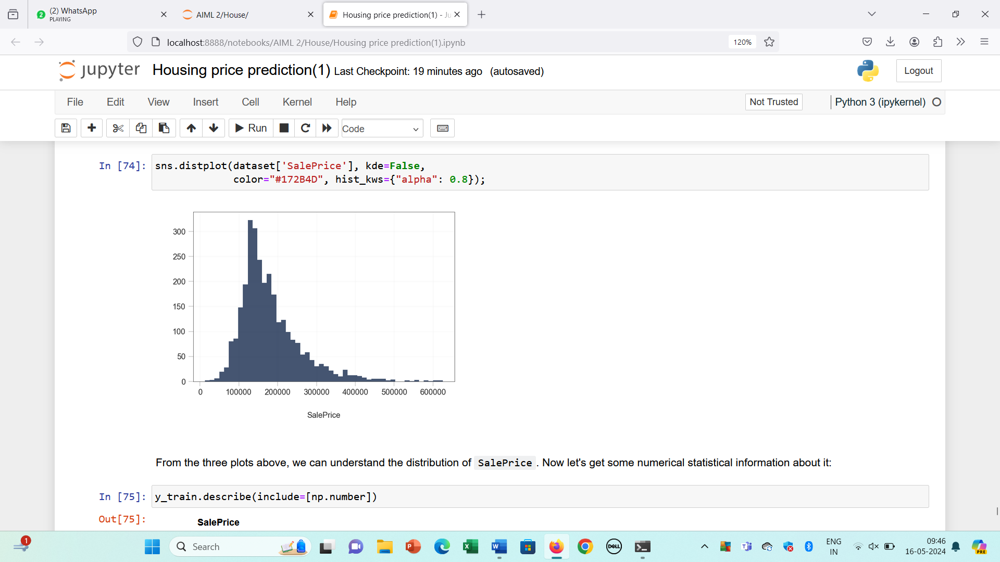 (2) WhatsApp
PLAYING
AIML 2/House/
Housing price prediction(1) - Ju
localhost:8888/notebooks/AIML 2/House/Housing price prediction(1).ipynb
120%
jupyter Housing price prediction(1) Last Checkpoint: 19 minutes ago (autosaved)
Logout
File Edit View Insert Cell Kernel Help
Not Trusted
Python 3 (ipykernel)
Run
Code
In [74]: sns.distplot(dataset['SalePrice'], kde=False,
color="#172B4D", hist_kws={"alpha": 0.8});
300
250
200
150
100
50
0
0 100000 200000 300000 400000 500000 600000
SalePrice
From the three plots above, we can understand the distribution of SalePrice . Now let's get some numerical statistical information about it:
In [75]: y_train.describe(include=[np.number])
Out[75]:
SalePrice
1
Search
DELL
ENG
IN
09:46
16-05-2024
PRE